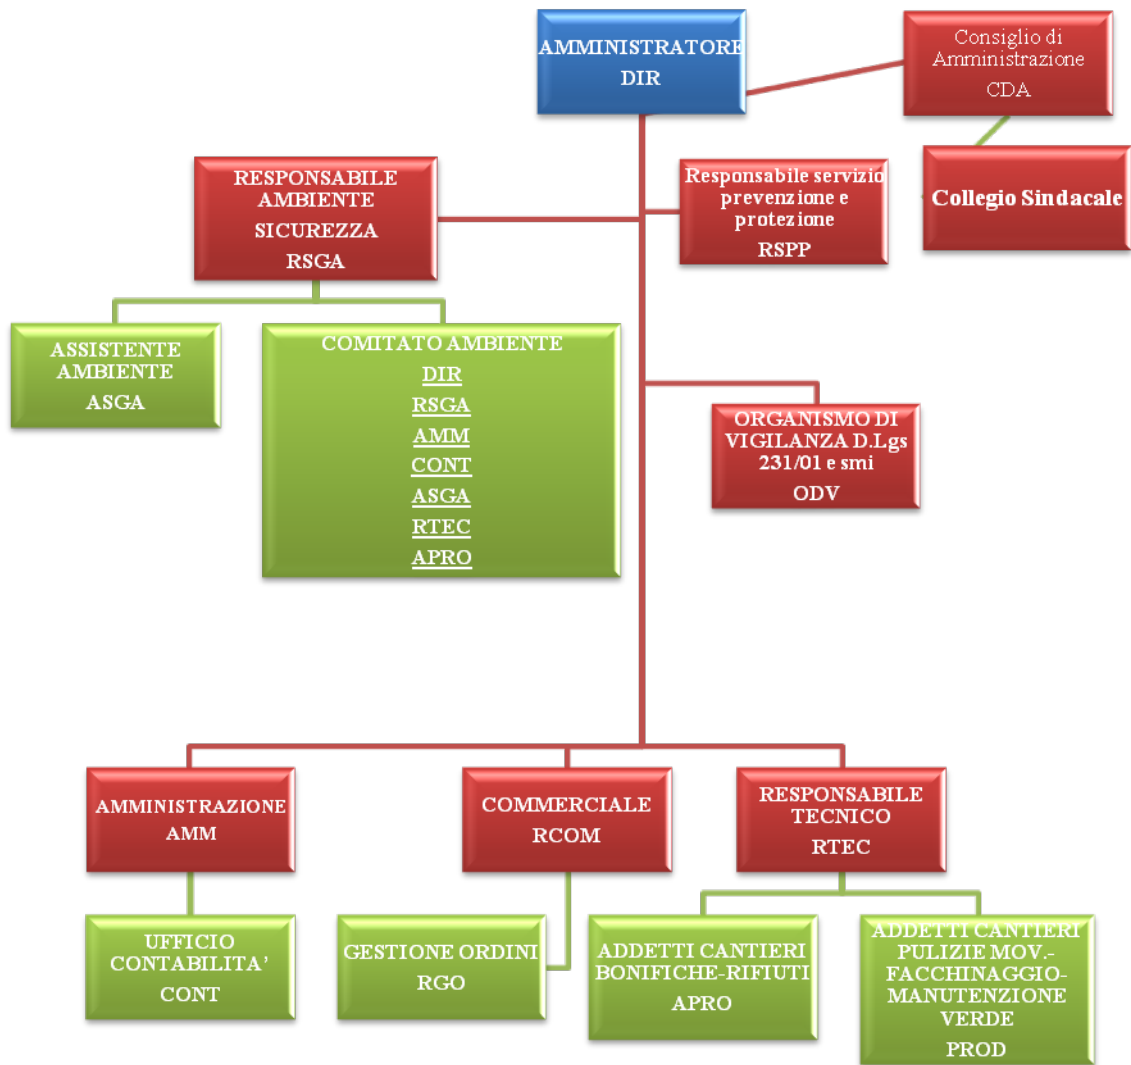 AMMINISTRATORE
DIR
Consiglio di
Amministrazione
CDA
RESPONSABILE
AMBIENTE
SICUREZZA
RSGA
Responsabile servizio
prevenzione e
protezione
RSPP
Collegio Sindacale
ASSISTENTE
AMBIENTE
ASGA
COMITATO AMBIENTE
DIR
RSGA
AMM
CONT
ASGA
RTEC
APRO
ORGANISMO DI
VIGILANZA D.Lgs
231/01 e smi
ODV
AMMINISTRAZIONE
AMM
COMMERCIALE
RCOM
RESPONSABILE
TECNICO
RTEC
UFFICIO
CONTABILITA’
CONT
GESTIONE ORDINI
RGO
ADDETTI CANTIERI
BONIFICHE-RIFIUTI
APRO
ADDETTI CANTIERI
PULIZIE MOV.-
FACCHINAGGIO-
MANUTENZIONE
VERDE
PROD